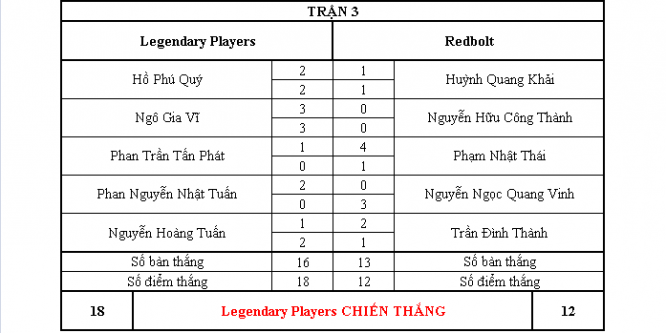 TRẬN 3
Legendary Players Redbolt
Hồ Phú Quý 2 1 Huỳnh Quang Khải
2 1
Ngô Gia Vĩ 3 0 Nguyễn Hữu Công Thành
3 0
Phan Trần Tấn Phát 1 4 Phạm Nhật Thái
0 1
Phan Nguyễn Nhật Tuấn 2 0 Nguyễn Ngọc Quang Vinh
0 3
Nguyễn Hoàng Tuấn 1 2 Trần Đình Thành
2 1
Số bàn thắng 16 13 Số bàn thắng
Số điểm thắng 18 12 Số điểm thắng
18 Legendary Players CHIẾN THẮNG 12